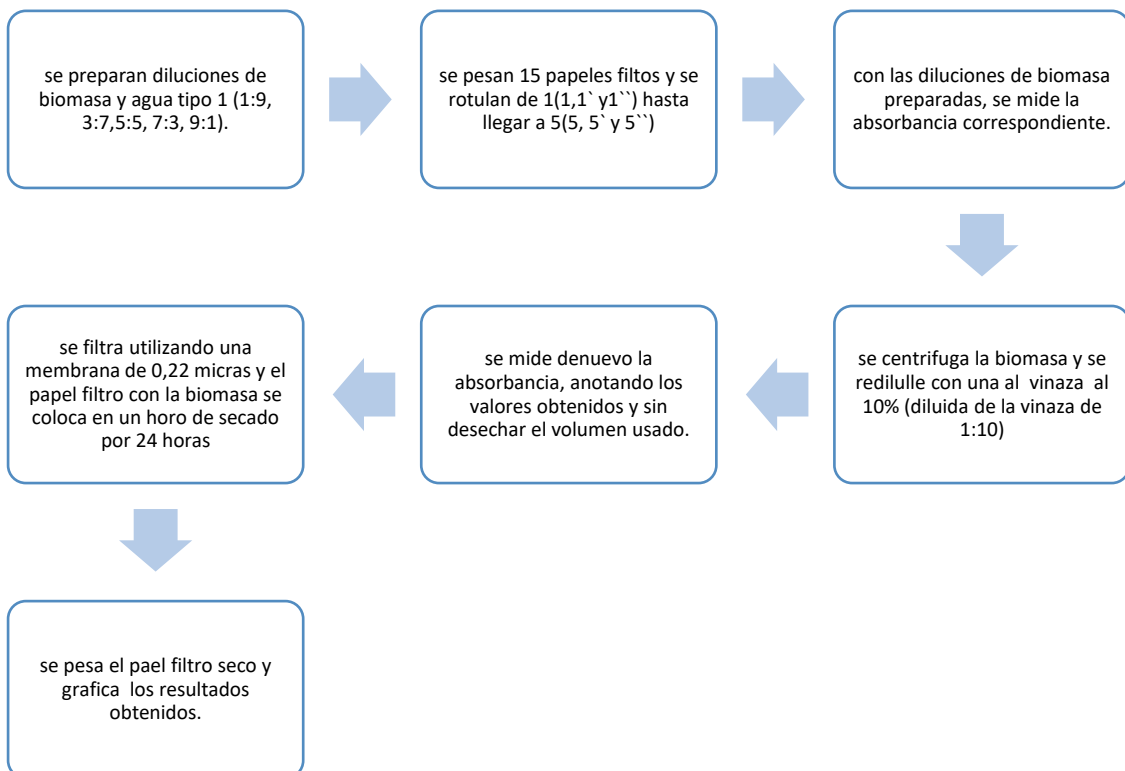 se preparan diluciones de
biomasa y agua tipo 1 (1:9,
3:7,5:5, 7:3, 9:1).
se pesan 15 papeles filtos y se
rotulan de 1(1,1` y1``) hasta
llegar a 5(5, 5` y 5``)
con las diluciones de biomasa
preparadas, se mide la
absorbancia correspondiente.
se centrifuga la biomasa y se
redilulle con una al  vinaza  al
10% (diluida de la vinaza de
1:10)
se mide denuevo la
absorbancia, anotando los
valores obtenidos y sin
desechar el volumen usado.
se filtra utilizando una
membrana de 0,22 micras y el
papel filtro con la biomasa se
coloca en un horo de secado
por 24 horas
se pesa el pael filtro seco y
grafica  los resultados
obtenidos.